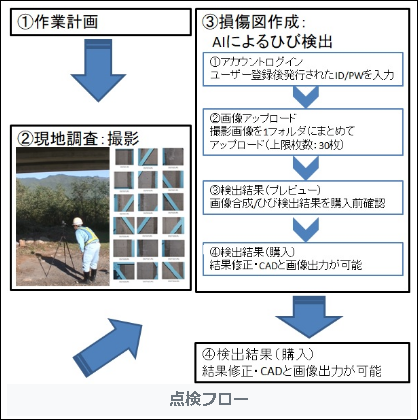 ①作業計画
②現地調査：撮影
③損傷図作成：
AIによるひび検出
①アカウントログイン
ユーザー登録後発行されたID/PWを入力
②画像アップロード
撮影画像を1フォルダにまとめて
アップロード（上限枚数：30枚）
③検出結果（プレビュー）
画像合成/ひび検出結果を購入前確認
④検出結果（購入）
結果修正・CADと画像出力が可能
④検出結果（購入）
結果修正・CADと画像出力が可能
点検フロー